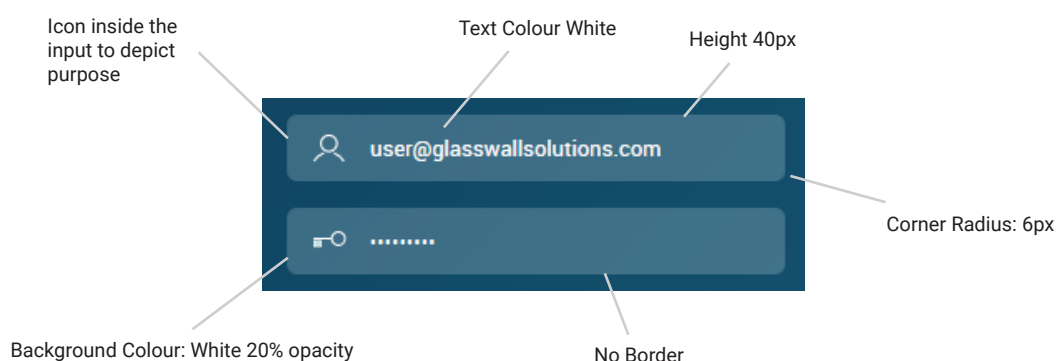 Icon inside the
input to depict
purpose
Text Colour White
Height 40px
user@glasswallsolutions.com
Corner Radius: 6px
•••••••••
Background Colour: White 20% opacity
No Border